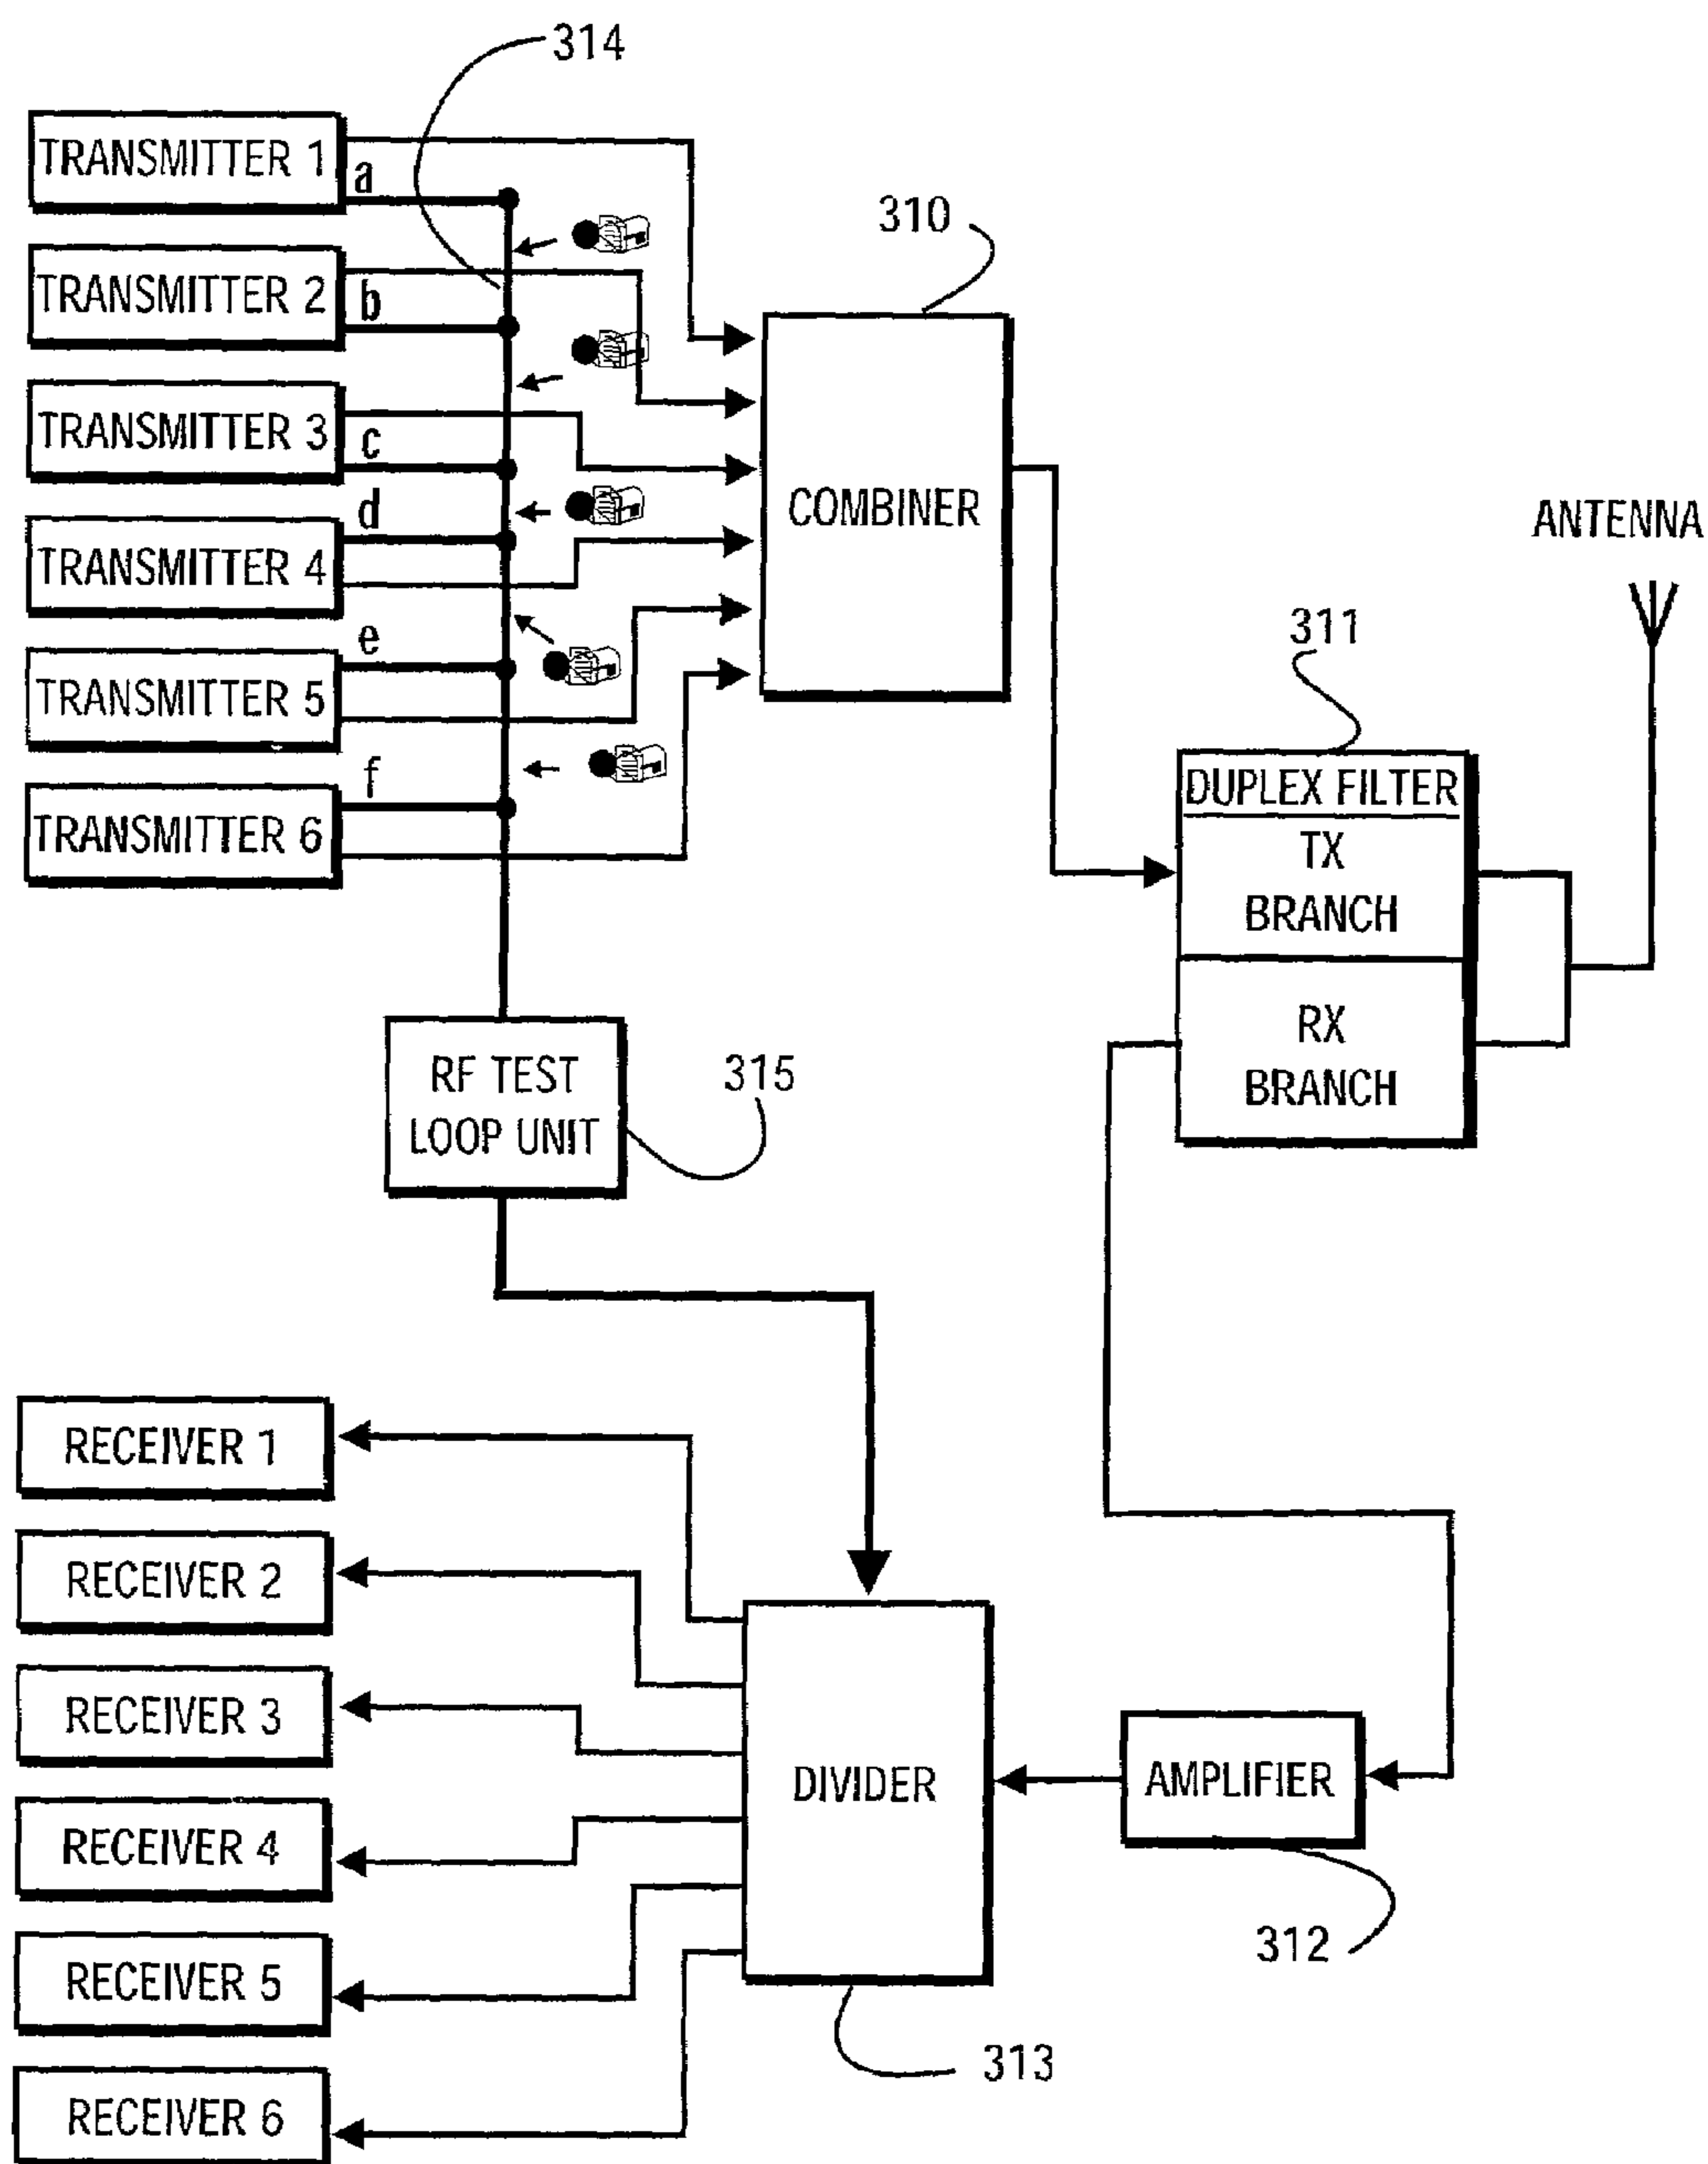 314
TRANSMITTER 1
a
310
TRANSMITTER 2
b
TRANSMITTER 3
c
COMBINER
ANTENNA
d
TRANSMITTER 4
311
e
TRANSMITTER 5
f
DUPLEX FILTER
TRANSMITTER 6
TX
BRANCH
RX
BRANCH
RF TEST
LOOP UNIT
315
RECEIVER 1
RECEIVER 2
RECEIVER 3
DIVIDER
AMPLIFIER
RECEIVER 4
312
RECEIVER 5
313
RECEIVER 6